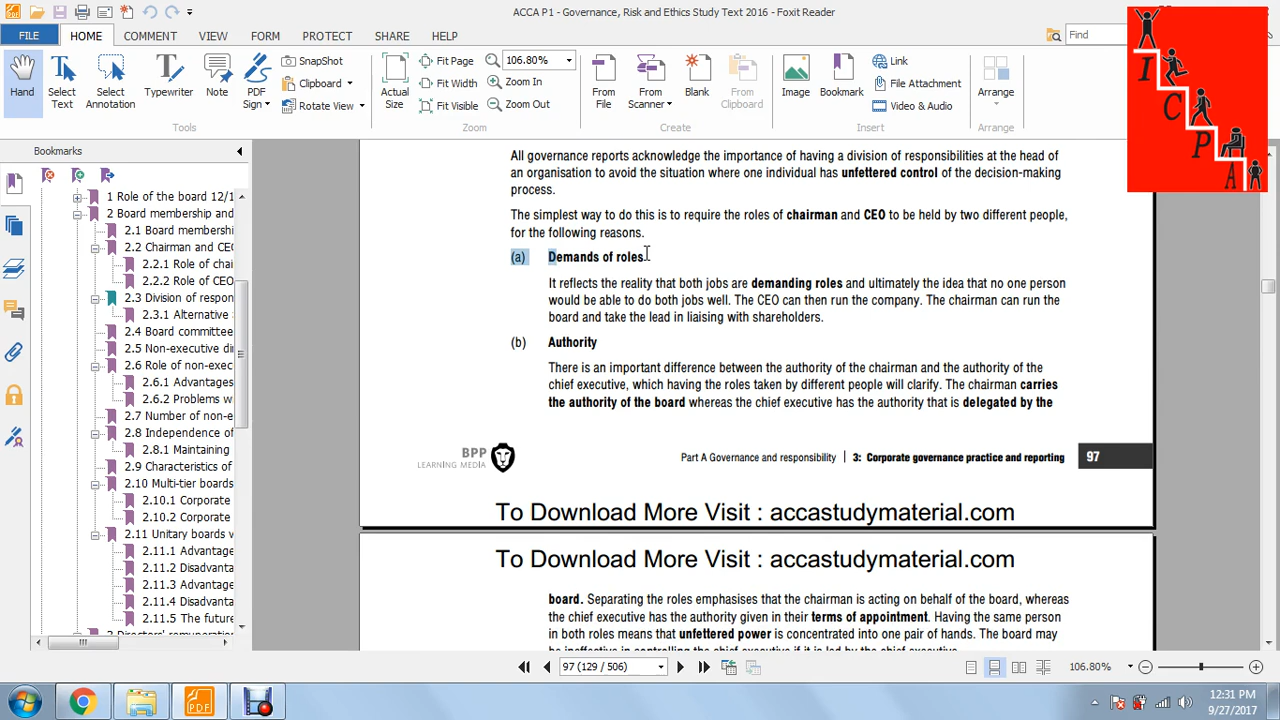 ACCA P1 - Governance, Risk and Ethics Study Text 2016 - Foxit Reader
FILE HOME COMMENT VIEW FORM PROTECT SHARE HELP
Find
Hand
Select Text
Select Annotation
Typewriter
Note
PDF Sign
SnapShot
Clipboard
Rotate View
Tools
Actual Size
Fit Page
Fit Width
Fit Visible
106.80%
Zoom In
Zoom Out
Zoom
From File
From Scanner
Blank
From Clipboard
Create
Image
Bookmark
Link
File Attachment
Video & Audio
Insert
Arrange
Arrange
I
C
P
A
Bookmarks
1 Role of the board 12/1
2 Board membership and
2.1 Board membershi
2.2 Chairman and CEO
2.2.1 Role of chai
2.2.2 Role of CEO
2.3 Division of respon
2.3.1 Alternative
2.4 Board committee
2.5 Non-executive di
2.6 Role of non-exec
2.6.1 Advantages
2.6.2 Problems w
2.7 Number of non-e
2.8 Independence of
2.8.1 Maintaining
2.9 Characteristics of
2.10 Multi-tier boards
2.10.1 Corporate
2.10.2 Corporate
2.11 Unitary boards v
2.11.1 Advantage
2.11.2 Disadvanta
2.11.3 Advantage
2.11.4 Disadvanta
2.11.5 The future
All governance reports acknowledge the importance of having a division of responsibilities at the head of
an organisation to avoid the situation where one individual has unfettered control of the decision-making
process.
The simplest way to do this is to require the roles of chairman and CEO to be held by two different people,
for the following reasons.
(a) Demands of roles
It reflects the reality that both jobs are demanding roles and ultimately the idea that no one person
would be able to do both jobs well. The CEO can then run the company. The chairman can run the
board and take the lead in liaising with shareholders.
(b) Authority
There is an important difference between the authority of the chairman and the authority of the
chief executive, which having the roles taken by different people will clarify. The chairman carries
the authority of the board whereas the chief executive has the authority that is delegated by the
BPP
LEARNING MEDIA
Part A Governance and responsibility | 3: Corporate governance practice and reporting 97
To Download More Visit : accastudymaterial.com
To Download More Visit : accastudymaterial.com
board. Separating the roles emphasises that the chairman is acting on behalf of the board, whereas
the chief executive has the authority given in their terms of appointment. Having the same person
in both roles means that unfettered power is concentrated into one pair of hands. The board may
be ineffective in controlling the chief executive if it is led by the chief executive.
97 (129 / 506)
106.80%
PDF
12:31 PM
9/27/2017